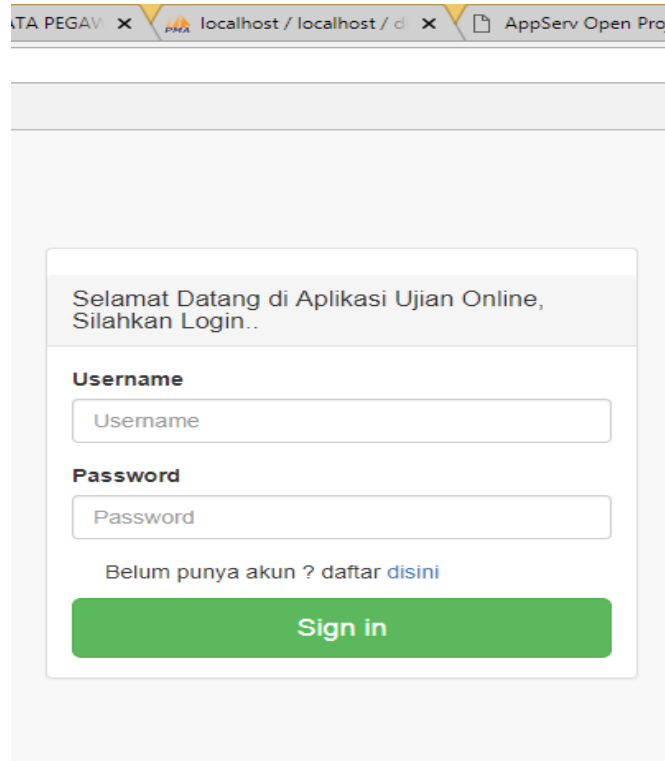 TA PEGAW
localhost / localhost / d
AppServ Open Pro
Selamat Datang di Aplikasi Ujian Online,
Silahkan Login..
Username
Username
Password
Password
Belum punya akun ? daftar disini
Sign in